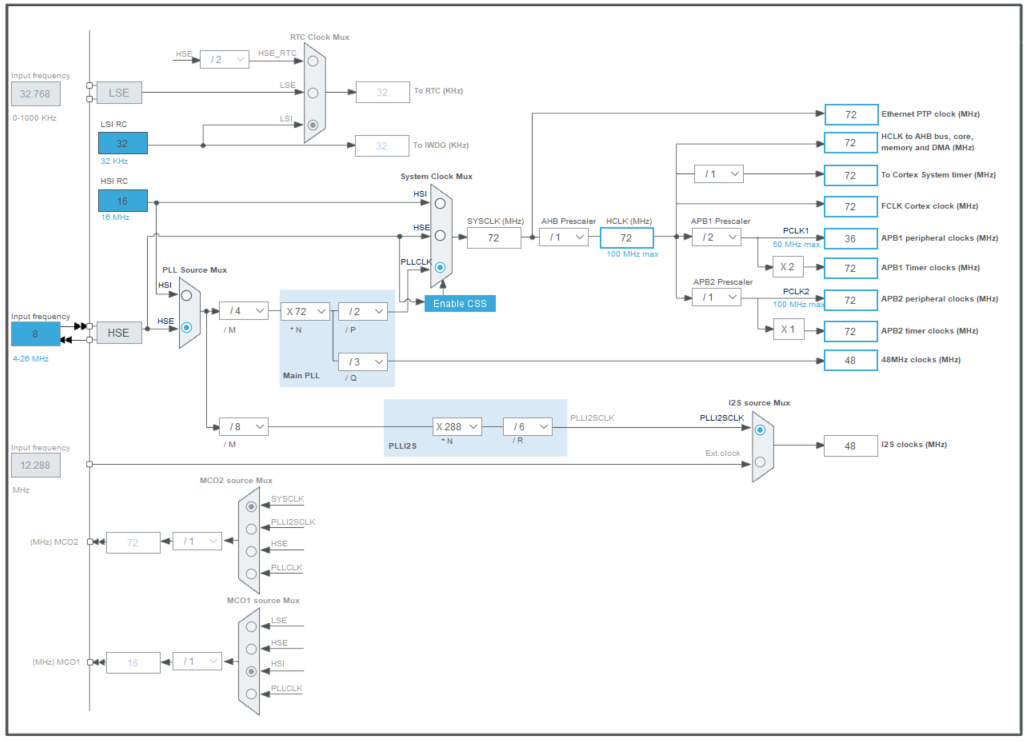 RTC Clock Mux
HSE
/ 2
HSE_RTC
Input frequency
32.768
0-1000 KHz
LSE
LSE
32
To RTC (KHz)
LSI
LSI RC
32
32 KHz
32
To IWDG (KHz)
72
Ethernet PTP clock (MHz)
72
HCLK to AHB bus, core,
memory and DMA (MHz)
HSI RC
16
16 MHz
System Clock Mux
HSI
HSE
PLLCLK
Enable CSS
SYSCLK (MHz)
72
AHB Prescaler
/ 1
HCLK (MHz)
72
100 MHz max
/ 1
72
To Cortex System timer (MHz)
72
FCLK Cortex clock (MHz)
APB1 Prescaler
/ 2
PCLK1
50 MHz max
36
APB1 peripheral clocks (MHz)
X 2
72
APB1 Timer clocks (MHz)
APB2 Prescaler
/ 1
PCLK2
100 MHz max
72
APB2 peripheral clocks (MHz)
X 1
72
APB2 timer clocks (MHz)
48
48MHz clocks (MHz)
PLL Source Mux
HSI
HSE
Input frequency
8
4-26 MHz
HSE
/ 4
/ M
X 72
* N
/ 2
/ P
/ 3
/ Q
Main PLL
/ 8
/ M
PLLI2S
X 288
* N
/ 6
/ R
PLLI2SCLK
I2S source Mux
PLLI2SCLK
Ext.clock
48
I2S clocks (MHz)
Input frequency
12.288
MHz
MCO2 source Mux
SYSCLK
PLLI2SCLK
HSE
PLLCLK
(MHz) MCO2
72
/ 1
MCO1 source Mux
LSE
HSE
HSI
PLLCLK
(MHz) MCO1
16
/ 1